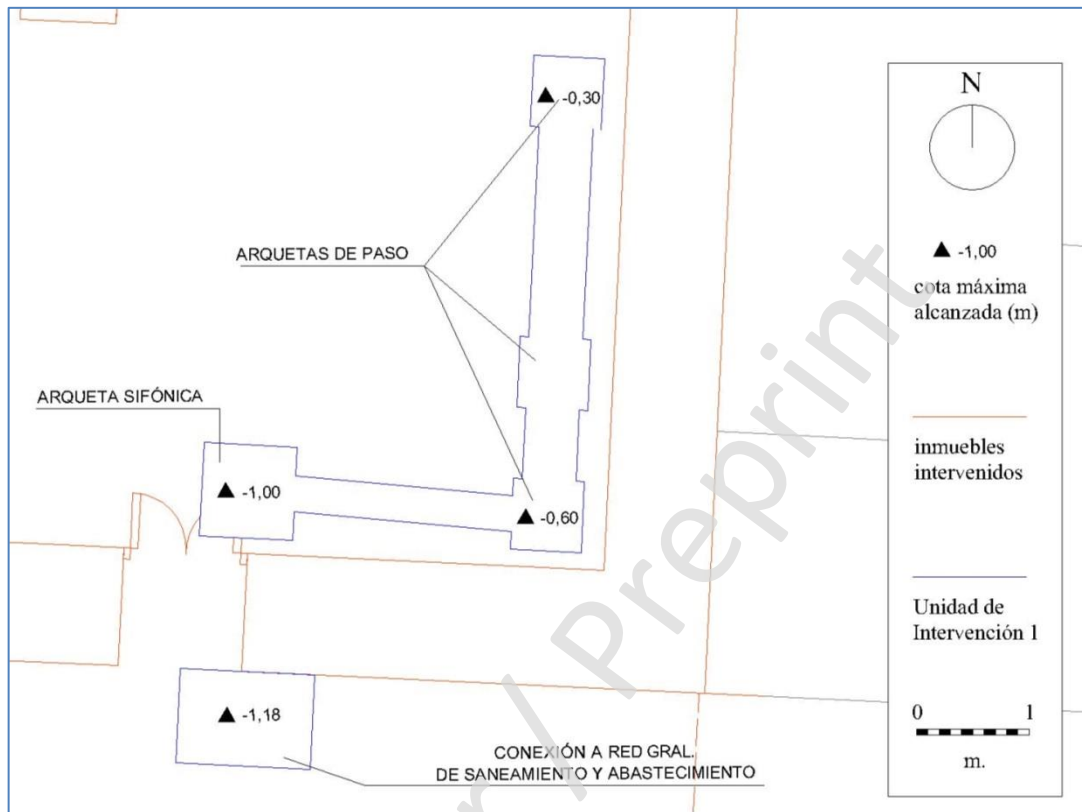 -0,30
ARQUETAS DE PASO
ARQUETA SIFÓNICA
-1,00
-0,60
-1,18
CONEXIÓN A RED GRAL.
DE SANEAMIENTO Y ABASTECIMIENTO
N
-1,00
cota máxima
alcanzada (m)
inmuebles
intervenidos
Unidad de
Intervención 1
0 1
m.
r / Preprint